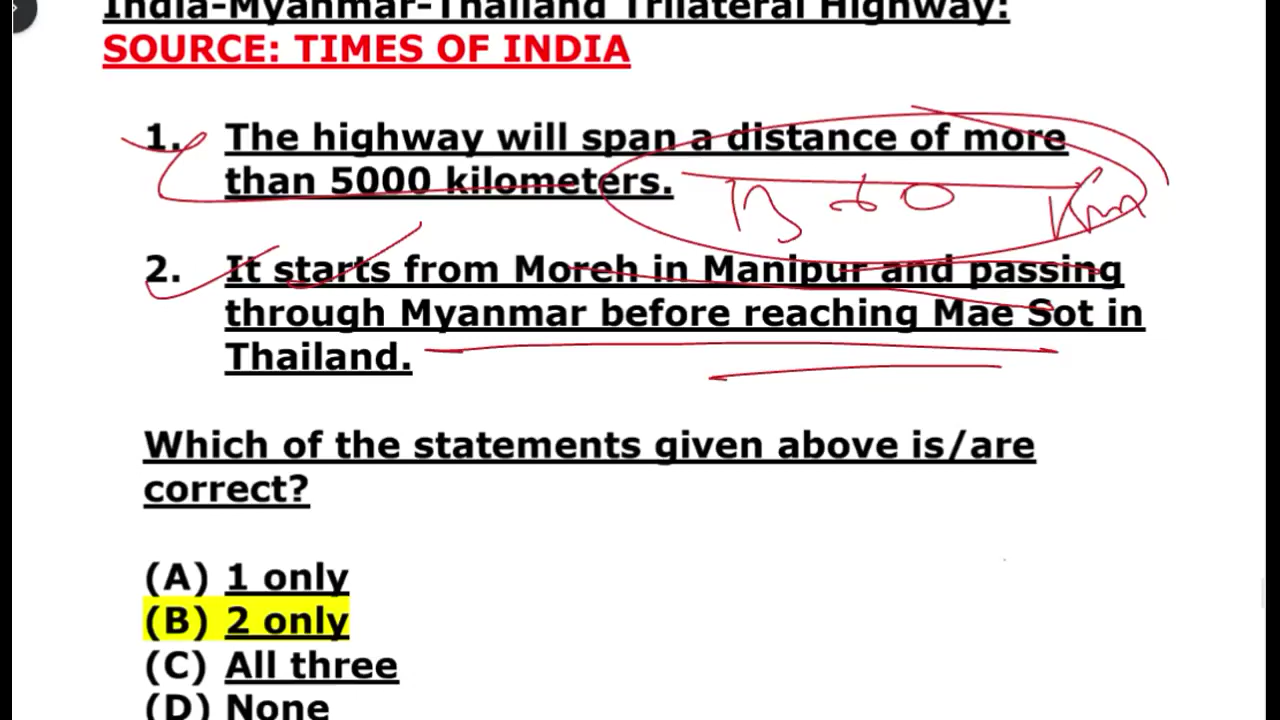 India-Myanmar-Thailand Trilateral Highway:
SOURCE: TIMES OF INDIA
1. The highway will span a distance of more
than 5000 kilometers.
1360 Km
2. It starts from Moreh in Manipur and passing
through Myanmar before reaching Mae Sot in
Thailand.
Which of the statements given above is/are
correct?
(A) 1 only
(B) 2 only
(C) All three
(D) None